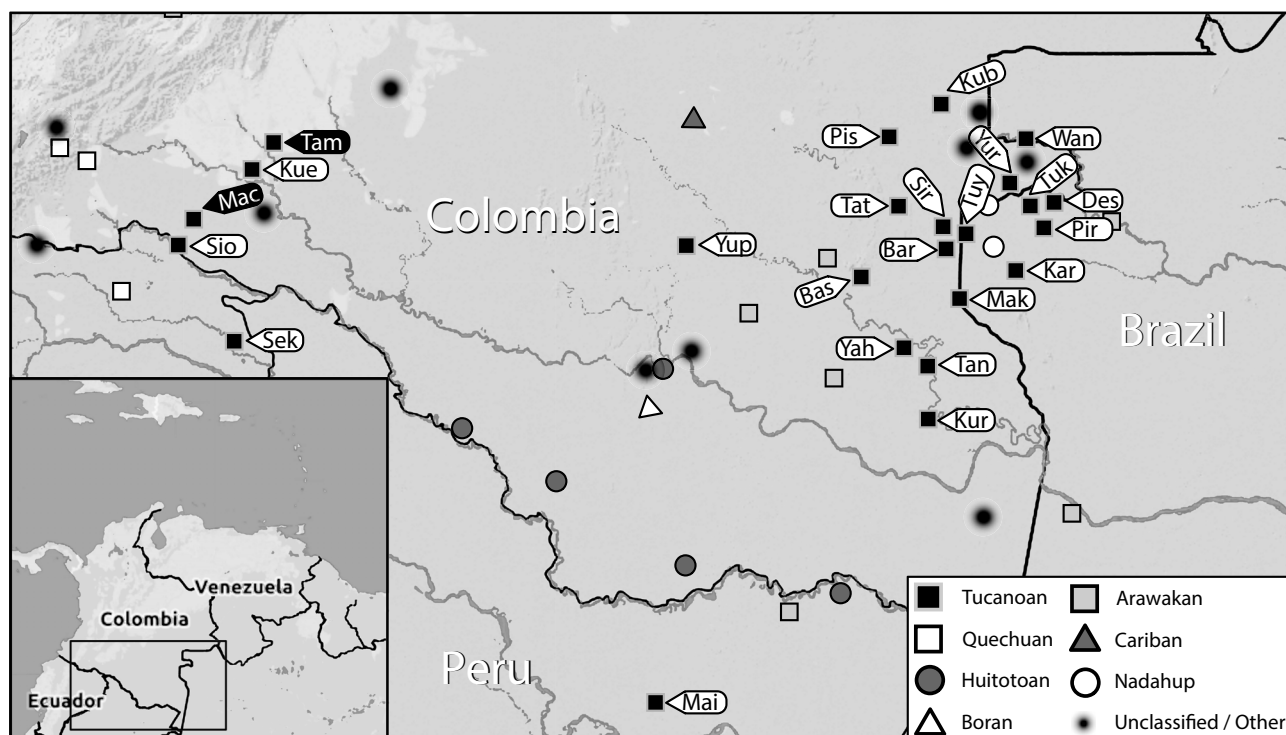 Kub
Pis
Wan
Yur
Tam
Kue
Tuk
Mac
Sir
Tuy
Des
Tat
Colombia
Pir
Sio
Yup
Bar
Kar
Bas
Mak
Brazil
Sek
Yah
Tan
Kur
Venezuela
Colombia
Ecuador
Peru
Mai
Tucanoan
Arawakan
Quechuan
Cariban
Huitotoan
Nadahup
Boran
Unclassified / Other